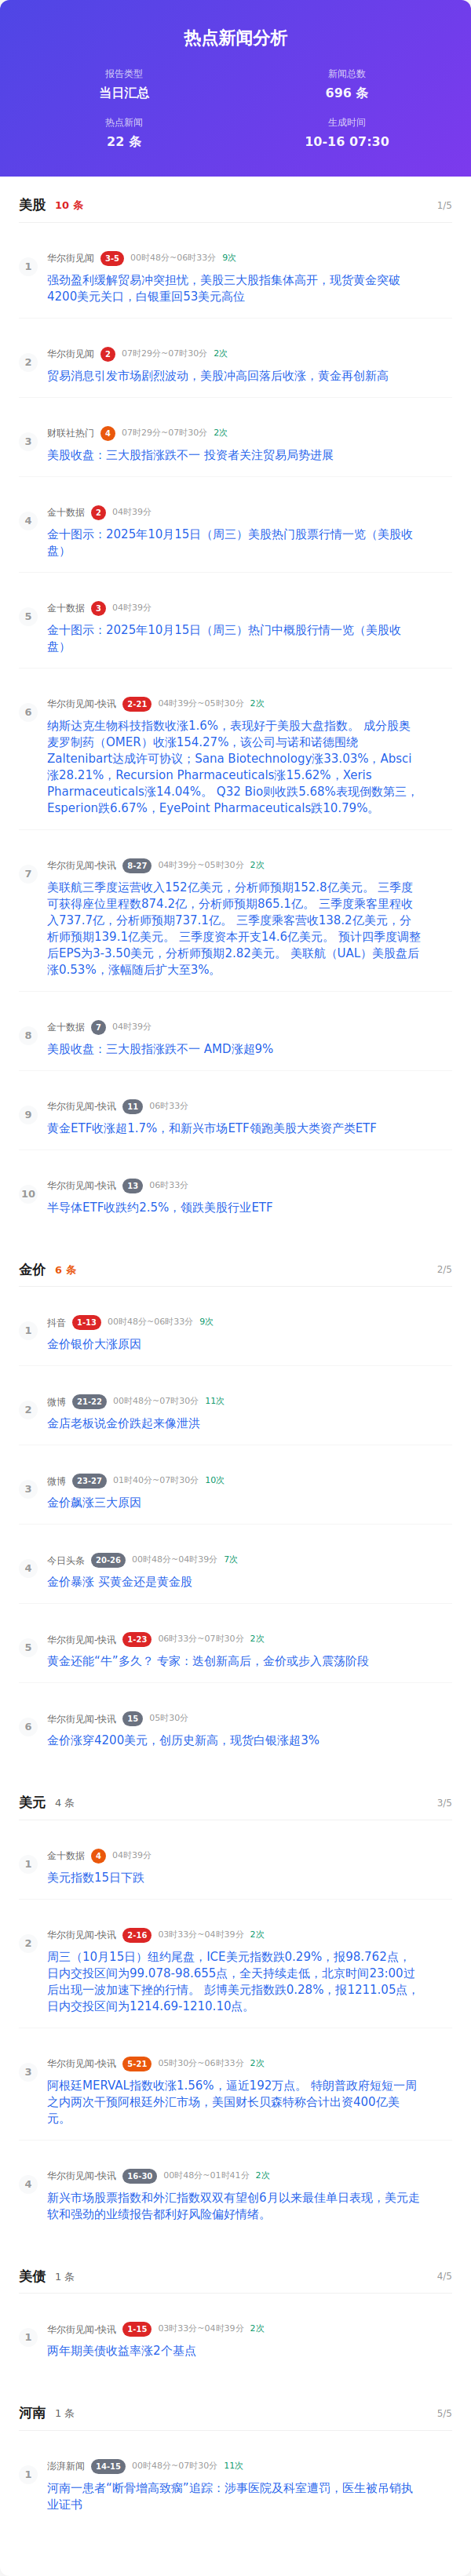 热点新闻分析
报告类型
当日汇总
新闻总数
696 条
热点新闻
22 条
生成时间
10-16 07:30
美股 10 条 1/5
1
华尔街见闻 3-5 00时48分~06时33分 9次
强劲盈利缓解贸易冲突担忧，美股三大股指集体高开，现货黄金突破
4200美元关口，白银重回53美元高位
2
华尔街见闻 2 07时29分~07时30分 2次
贸易消息引发市场剧烈波动，美股冲高回落后收涨，黄金再创新高
3
财联社热门 4 07时29分~07时30分 2次
美股收盘：三大股指涨跌不一 投资者关注贸易局势进展
4
金十数据 2 04时39分
金十图示：2025年10月15日（周三）美股热门股票行情一览（美股收
盘）
5
金十数据 3 04时39分
金十图示：2025年10月15日（周三）热门中概股行情一览（美股收
盘）
6
华尔街见闻-快讯 2-21 04时39分~05时30分 2次
纳斯达克生物科技指数收涨1.6%，表现好于美股大盘指数。 成分股奥
麦罗制药（OMER）收涨154.27%，该公司与诺和诺德围绕
Zaltenibart达成许可协议；Sana Biotechnology涨33.03%，Absci
涨28.21%，Recursion Pharmaceuticals涨15.62%，Xeris
Pharmaceuticals涨14.04%。 Q32 Bio则收跌5.68%表现倒数第三，
Esperion跌6.67%，EyePoint Pharmaceuticals跌10.79%。
7
华尔街见闻-快讯 8-27 04时39分~05时30分 2次
美联航三季度运营收入152亿美元，分析师预期152.8亿美元。 三季度
可获得座位里程数874.2亿，分析师预期865.1亿。 三季度乘客里程收
入737.7亿，分析师预期737.1亿。 三季度乘客营收138.2亿美元，分
析师预期139.1亿美元。 三季度资本开支14.6亿美元。 预计四季度调整
后EPS为3-3.50美元，分析师预期2.82美元。 美联航（UAL）美股盘后
涨0.53%，涨幅随后扩大至3%。
8
金十数据 7 04时39分
美股收盘：三大股指涨跌不一 AMD涨超9%
9
华尔街见闻-快讯 11 06时33分
黄金ETF收涨超1.7%，和新兴市场ETF领跑美股大类资产类ETF
10
华尔街见闻-快讯 13 06时33分
半导体ETF收跌约2.5%，领跌美股行业ETF
金价 6 条 2/5
1
抖音 1-13 00时48分~06时33分 9次
金价银价大涨原因
2
微博 21-22 00时48分~07时30分 11次
金店老板说金价跌起来像泄洪
3
微博 23-27 01时40分~07时30分 10次
金价飙涨三大原因
4
今日头条 20-26 00时48分~04时39分 7次
金价暴涨 买黄金还是黄金股
5
华尔街见闻-快讯 1-23 06时33分~07时30分 2次
黄金还能“牛”多久？ 专家：迭创新高后，金价或步入震荡阶段
6
华尔街见闻-快讯 15 05时30分
金价涨穿4200美元，创历史新高，现货白银涨超3%
美元 4 条 3/5
1
金十数据 4 04时39分
美元指数15日下跌
2
华尔街见闻-快讯 2-16 03时33分~04时39分 2次
周三（10月15日）纽约尾盘，ICE美元指数跌0.29%，报98.762点，
日内交投区间为99.078-98.655点，全天持续走低，北京时间23:00过
后出现一波加速下挫的行情。 彭博美元指数跌0.28%，报1211.05点，
日内交投区间为1214.69-1210.10点。
3
华尔街见闻-快讯 5-21 05时30分~06时33分 2次
阿根廷MERVAL指数收涨1.56%，逼近192万点。 特朗普政府短短一周
之内两次干预阿根廷外汇市场，美国财长贝森特称合计出资400亿美
元。
4
华尔街见闻-快讯 16-30 00时48分~01时41分 2次
新兴市场股票指数和外汇指数双双有望创6月以来最佳单日表现，美元走
软和强劲的业绩报告都利好风险偏好情绪。
美债 1 条 4/5
1
华尔街见闻-快讯 1-15 03时33分~04时39分 2次
两年期美债收益率涨2个基点
河南 1 条 5/5
1
澎湃新闻 14-15 00时48分~07时30分 11次
河南一患者“断骨增高致瘸”追踪：涉事医院及科室遭罚，医生被吊销执
业证书